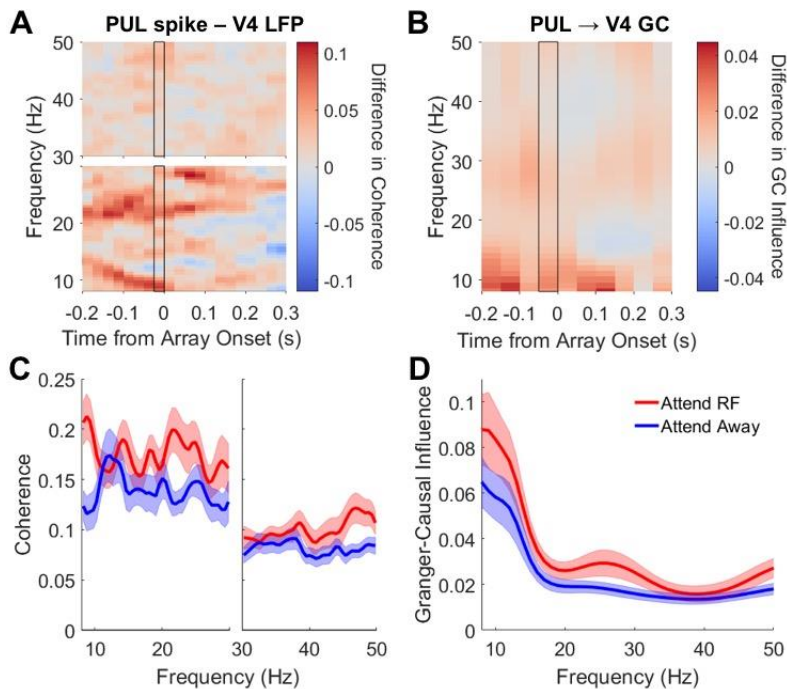 A
PUL spike – V4 LFP
50
40
30
20
10
Frequency (Hz)
-0.2 -0.1 0 0.1 0.2 0.3
Time from Array Onset (s)
0.1
0.05
0
-0.05
-0.1
Difference in Coherence
B
PUL → V4 GC
50
40
30
20
10
Frequency (Hz)
-0.2 -0.1 0 0.1 0.2 0.3
Time from Array Onset (s)
0.04
0.02
0
-0.02
-0.04
Difference in GC Influence
C
0.25
0.2
0.15
0.1
0.05
0
Coherence
10 20 30 30 40 50
Frequency (Hz)
D
Attend RF
Attend Away
0.1
0.08
0.06
0.04
0.02
0
Granger-Causal Influence
10 20 30 40 50
Frequency (Hz)